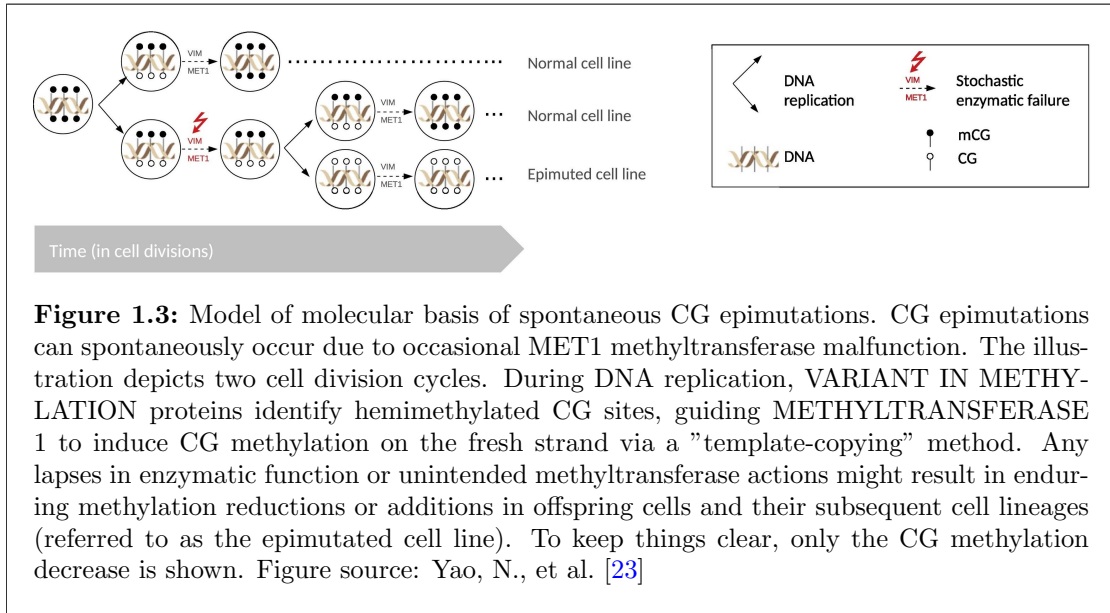 VIM
MET1
Normal cell line
VIM
MET1
Normal cell line
VIM
MET1
VIM
MET1
Epimuted cell line
Time (in cell divisions)
DNA
replication
VIM
MET1
Stochastic
enzymatic failure
DNA
mCG
CG
Figure 1.3: Model of molecular basis of spontaneous CG epimutations. CG epimutations
can spontaneously occur due to occasional MET1 methyltransferase malfunction. The illus-
tration depicts two cell division cycles. During DNA replication, VARIANT IN METHY-
LATION proteins identify hemimethylated CG sites, guiding METHYLTRANSFERASE
1 to induce CG methylation on the fresh strand via a ”template-copying” method. Any
lapses in enzymatic function or unintended methyltransferase actions might result in endur-
ing methylation reductions or additions in offspring cells and their subsequent cell lineages
(referred to as the epimutated cell line). To keep things clear, only the CG methylation
decrease is shown. Figure source: Yao, N., et al. [23]